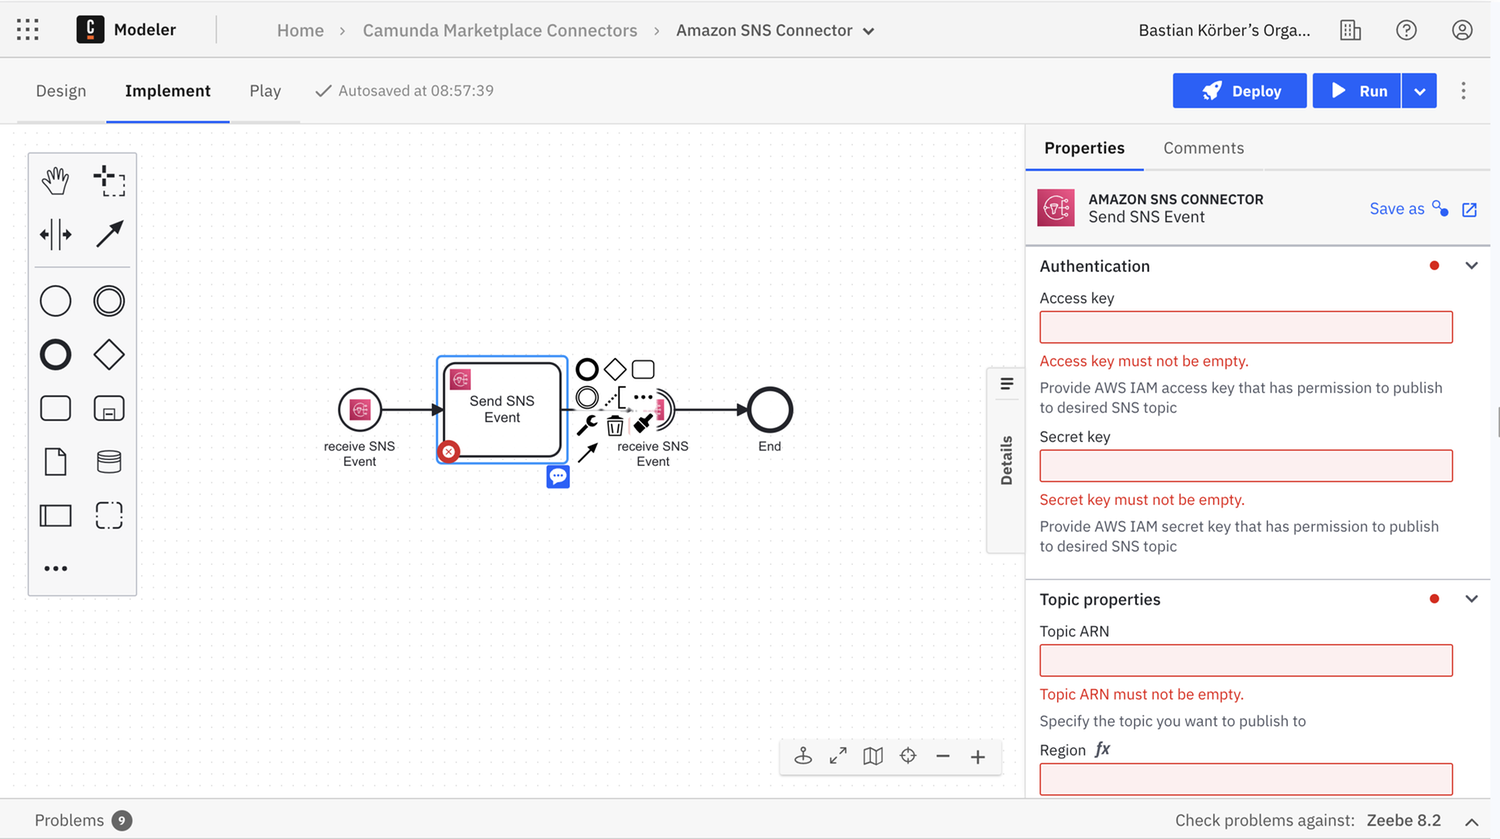 Modeler
Home > Camunda Marketplace Connectors > Amazon SNS Connector
Bastian Körber’s Orga...
Design
Implement
Play
Autosaved at 08:57:39
Deploy
Run
Properties
Comments
AMAZON SNS CONNECTOR
Send SNS Event
Save as
Authentication
Access key
Access key must not be empty.
Provide AWS IAM access key that has permission to publish
to desired SNS topic
Secret key
Secret key must not be empty.
Provide AWS IAM secret key that has permission to publish
to desired SNS topic
Topic properties
Topic ARN
Topic ARN must not be empty.
Specify the topic you want to publish to
Region fx
Details
receive SNS
Event
Send SNS
Event
receive SNS
Event
End
Problems 9
Check problems against: Zeebe 8.2